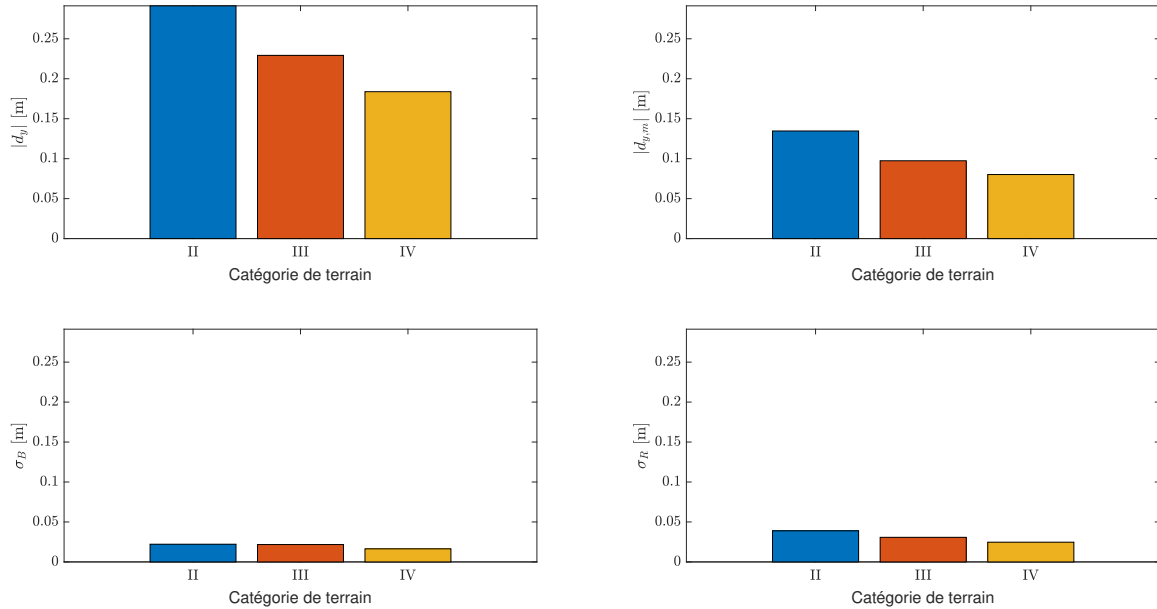 0.25
0.2
0.15
0.1
0.05
0
|d_y| [m]
II III IV
Catégorie de terrain
0.25
0.2
0.15
0.1
0.05
0
|d_{y,m}| [m]
II III IV
Catégorie de terrain
0.25
0.2
0.15
0.1
0.05
0
σ_B [m]
II III IV
Catégorie de terrain
0.25
0.2
0.15
0.1
0.05
0
σ_R [m]
II III IV
Catégorie de terrain